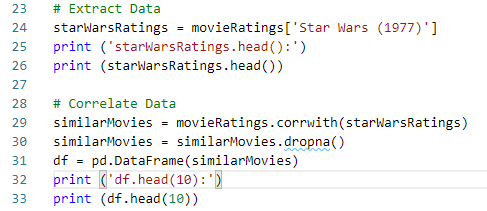 23 # Extract Data
24 starWarsRatings = movieRatings['Star Wars (1977)']
25 print ('starWarsRatings.head():')
26 print (starWarsRatings.head())
27
28 # Correlate Data
29 similarMovies = movieRatings.corrwith(starWarsRatings)
30 similarMovies = similarMovies.dropna()
31 df = pd.DataFrame(similarMovies)
32 print ('df.head(10):')
33 print (df.head(10))